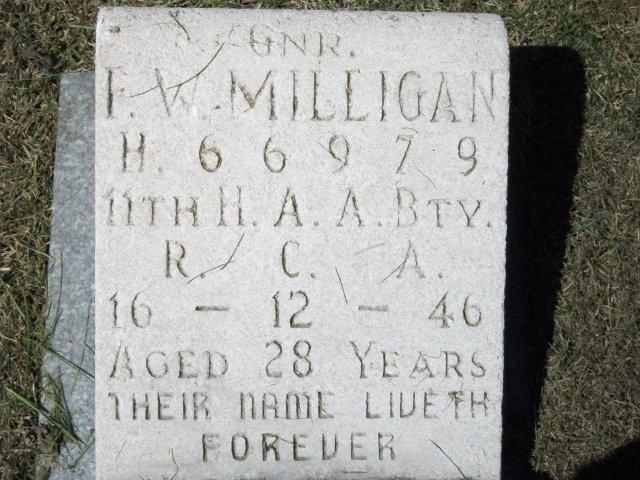 GNR.
I. W. MILLIGAN
H. 66979
11TH H. A. A. BTY.
R. C. A.
16 - 12 - 46
AGED 28 YEARS
THEIR NAME LIVETH
FOREVER